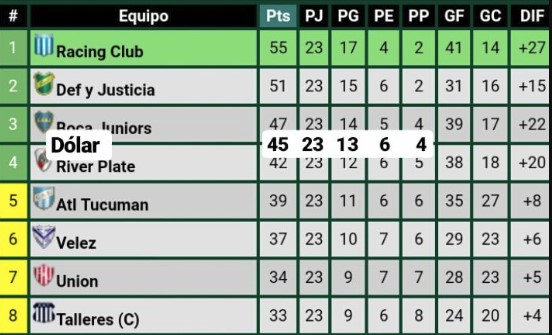 # Equipo Pts PJ PG PE PP GF GC DIF
1 Racing Club 55 23 17 4 2 41 14 +27
2 Def y Justicia 51 23 15 6 2 31 16 +15
3 Boca Juniors 47 23 14 5 4 39 17 +22
Dólar 45 23 13 6 4
4 River Plate 42 23 12 6 5 38 18 +20
5 Atl Tucuman 39 23 11 6 6 35 27 +8
6 Velez 37 23 10 7 6 29 23 +6
7 Union 34 23 9 7 7 28 23 +5
8 Talleres (C) 33 23 9 6 8 24 20 +4